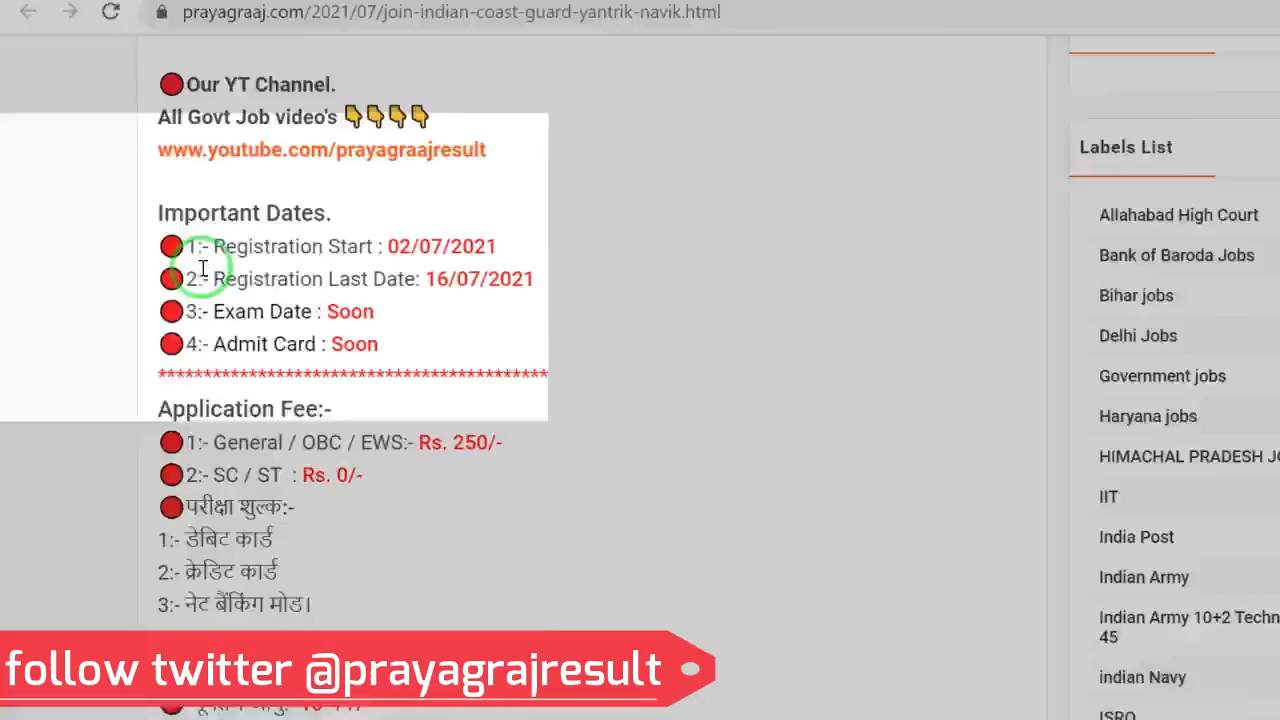 prayagraaj.com/2021/07/join-indian-coast-guard-yantrik-navik.html
Our YT Channel.
All Govt Job video's
www.youtube.com/prayagraajresult
Important Dates.
1:- Registration Start : 02/07/2021
2:- Registration Last Date: 16/07/2021
3:- Exam Date : Soon
4:- Admit Card : Soon
*******************************************
Application Fee:-
1:- General / OBC / EWS:- Rs. 250/-
2:- SC / ST : Rs. 0/-
परीक्षा शुल्क:-
1:- डेबिट कार्ड
2:- क्रेडिट कार्ड
3:- नेट बैंकिंग मोड।
follow twitter @prayagrajresult
Labels List
Allahabad High Court
Bank of Baroda Jobs
Bihar jobs
Delhi Jobs
Government jobs
Haryana jobs
HIMACHAL PRADESH
IIT
India Post
Indian Army
Indian Army 10+2 Techn
45
indian Navy
ISRO